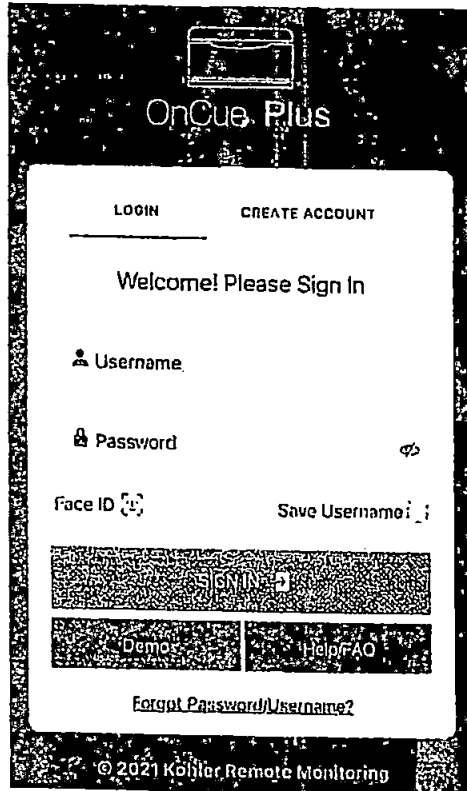 OnCue Plus
LOGIN CREATE ACCOUNT
Welcome! Please Sign In
Username
Password
Face ID Save Username
SIGN IN
Demos Help/FAQ
Forgot Password/Username?
© 2021 Kohler Remote Monitoring